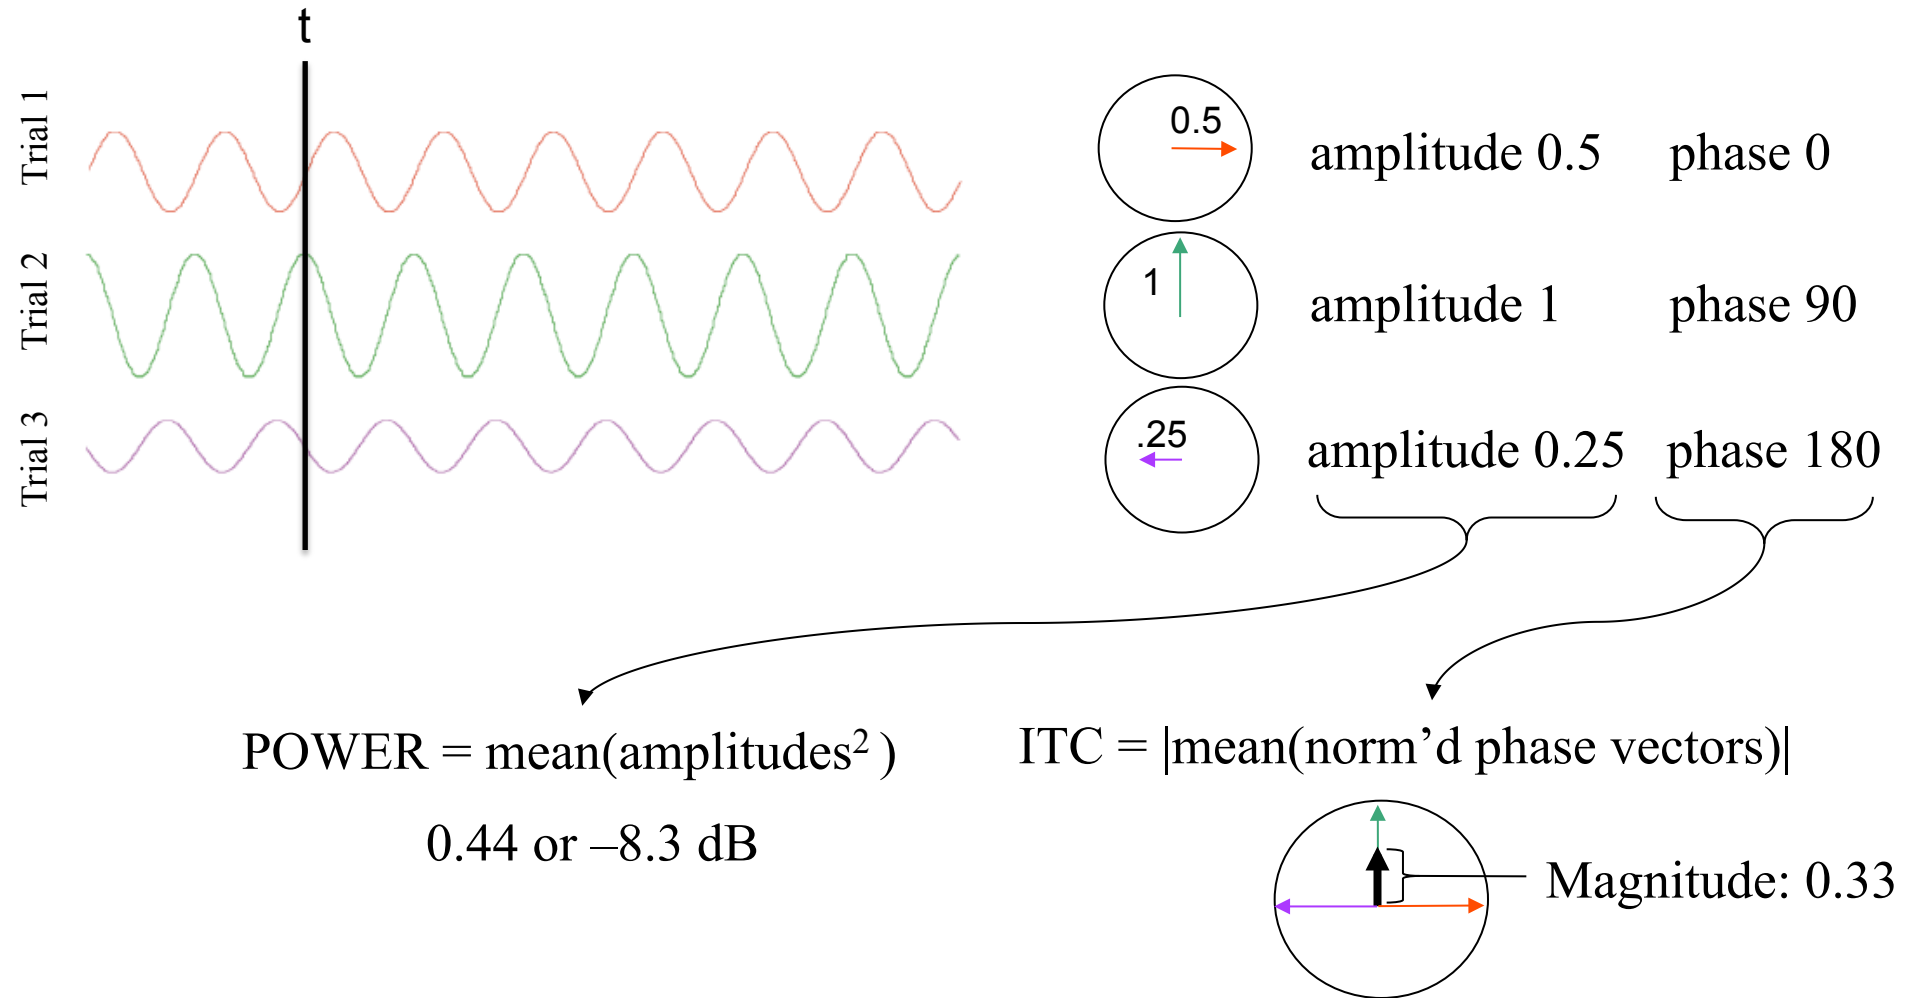 t
Trial 1
0.5
amplitude 0.5 phase 0
Trial 2
1
amplitude 1 phase 90
Trial 3
.25
amplitude 0.25 phase 180
POWER = mean(amplitudes² )
0.44 or –8.3 dB
ITC = |mean(norm’d phase vectors)|
Magnitude: 0.33